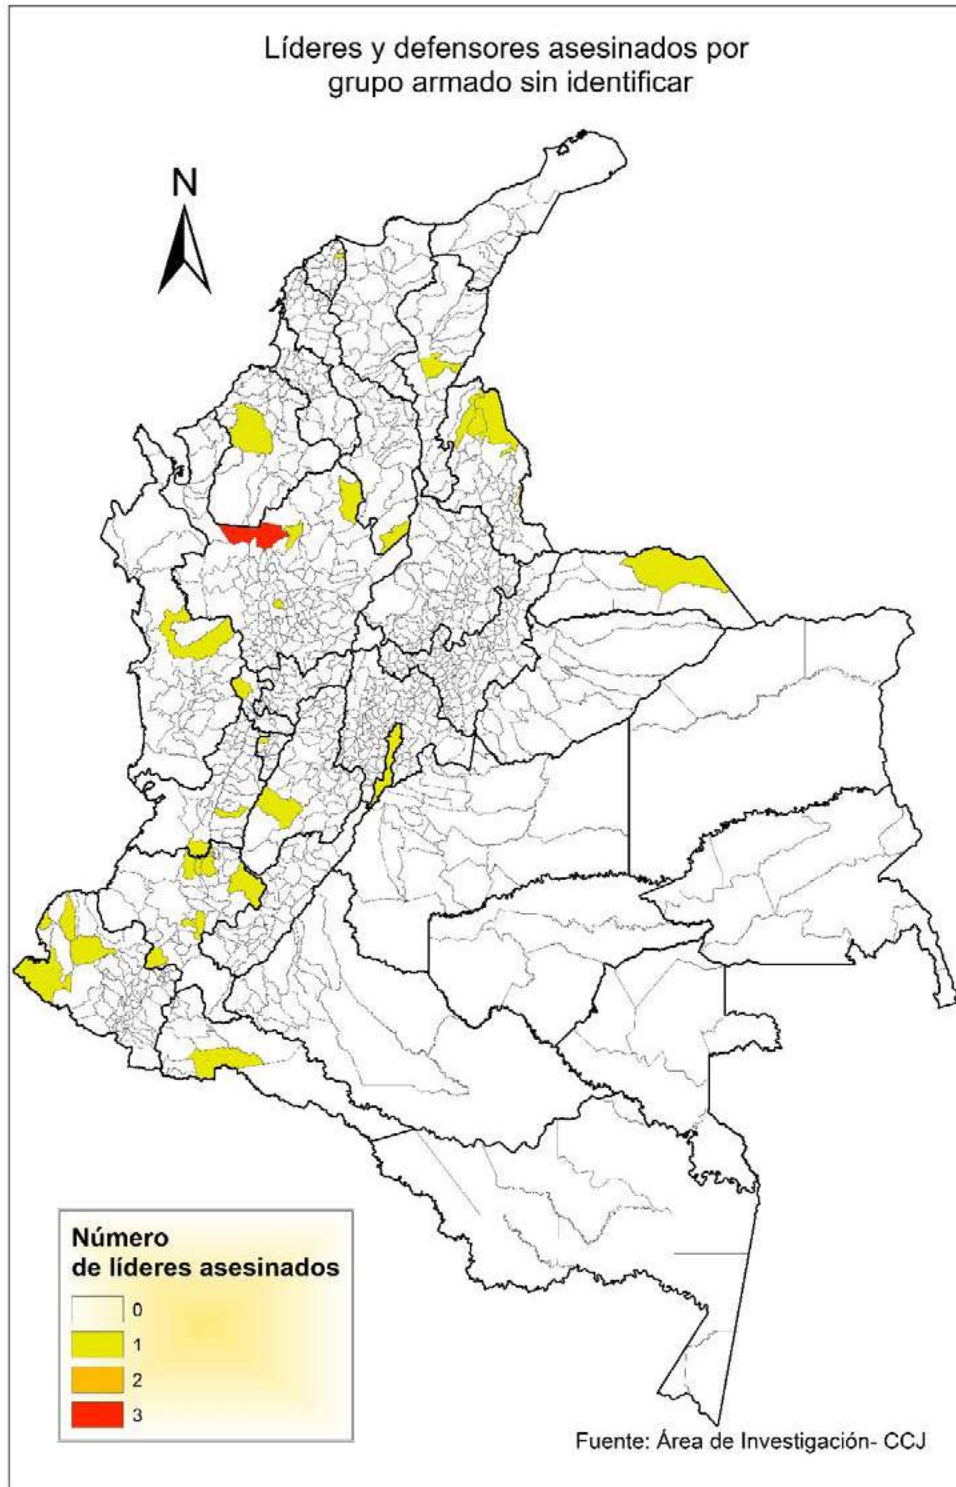 Líderes y defensores asesinados por
grupo armado sin identificar
N
Número
de líderes asesinados
0
1
2
3
Fuente: Área de Investigación- CCJ